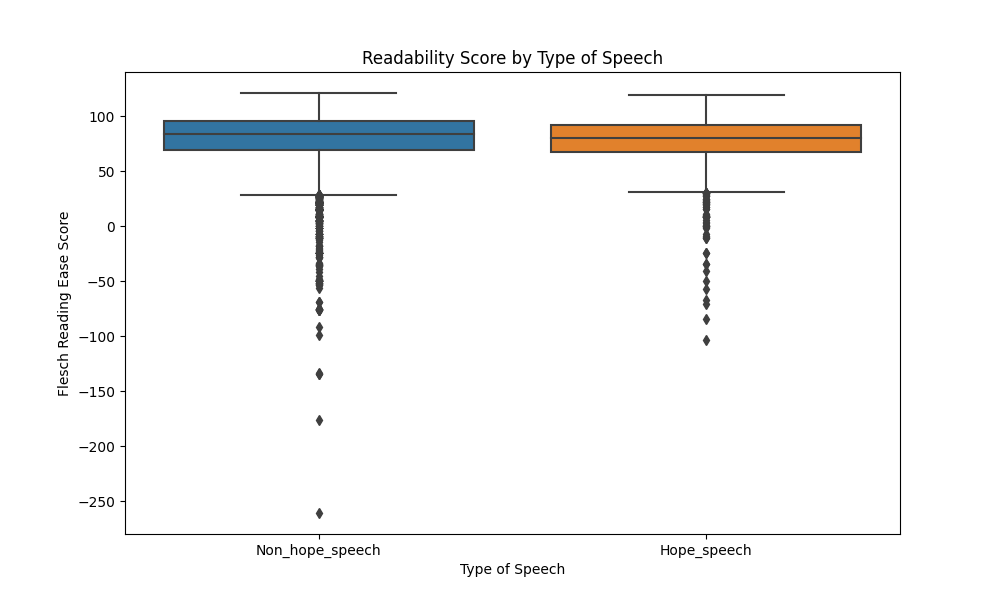 Readability Score by Type of Speech
Flesch Reading Ease Score
100
50
0
−50
−100
−150
−200
−250
Non_hope_speech
Hope_speech
Type of Speech